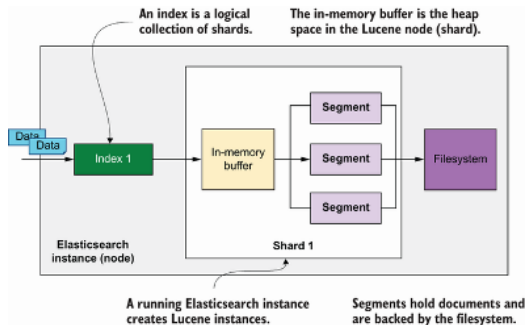 An index is a logical
collection of shards.
The in-memory buffer is the heap
space in the Lucene node (shard).
Data
Data
Index 1
In-memory
buffer
Segment
Segment
Segment
Filesystem
Elasticsearch
instance (node)
Shard 1
A running Elasticsearch instance
creates Lucene instances.
Segments hold documents and
are backed by the filesystem.